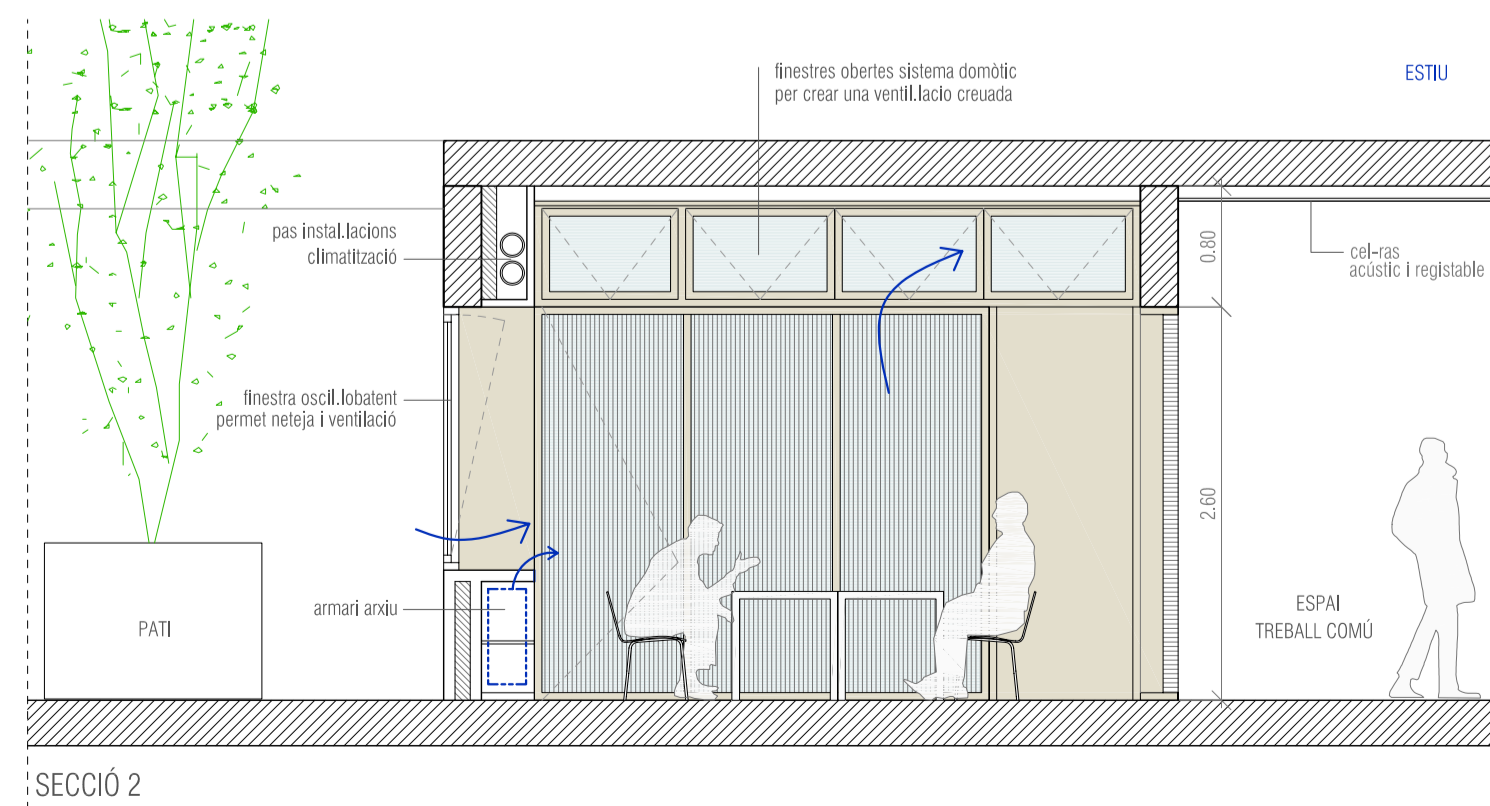 finestres obertes sistema domòtic
per crear una ventil.lacio creuada
ESTIU
pas instal.lacions
climatització
0.80
cel-ras
acústic i registable
finestra oscil.lobatent
permet neteja i ventilació
2.60
armari arxiu
PATI
ESPAI
TREBALL COMÚ
SECCIÓ 2